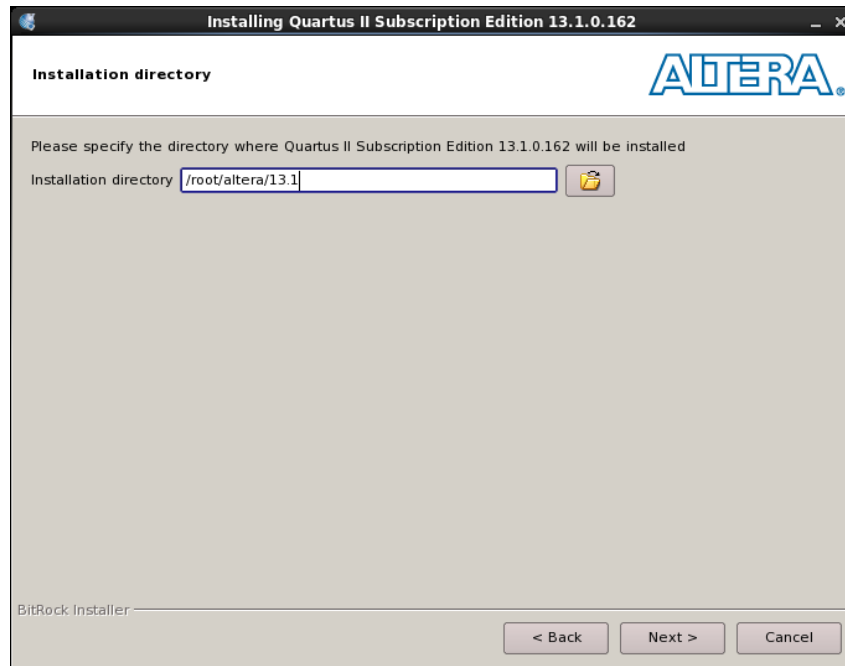 Installing Quartus II Subscription Edition 13.1.0.162
Installation directory
ALTERA®
Please specify the directory where Quartus II Subscription Edition 13.1.0.162 will be installed
Installation directory /root/altera/13.1
BitRock Installer
< Back Next > Cancel